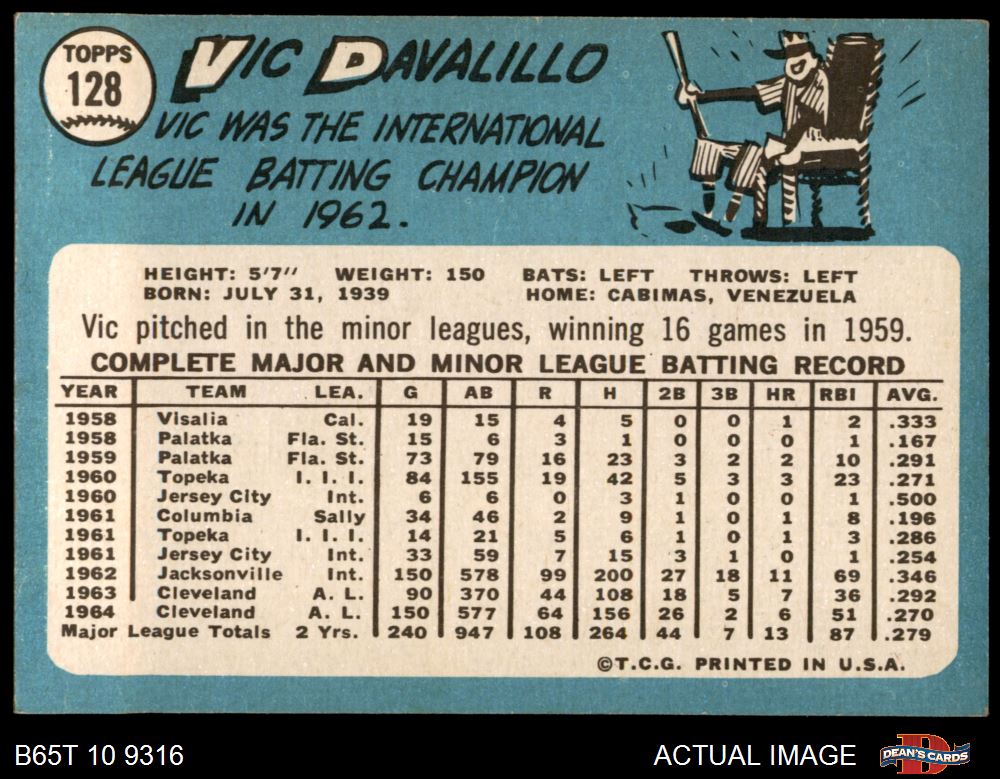 TOPPS
128
VIC DAVALILLO
VIC WAS THE INTERNATIONAL
LEAGUE BATTING CHAMPION
IN 1962.
HEIGHT: 5'7" WEIGHT: 150 BATS: LEFT THROWS: LEFT
BORN: JULY 31, 1939 HOME: CABIMAS, VENEZUELA
Vic pitched in the minor leagues, winning 16 games in 1959.
COMPLETE MAJOR AND MINOR LEAGUE BATTING RECORD
YEAR TEAM LEA. G AB R H 2B 3B HR RBI AVG.
1958 Visalia Cal. 19 15 4 5 0 0 1 2 .333
1958 Palatka Fla. St. 15 6 3 1 0 0 0 1 .167
1959 Palatka Fla. St. 73 79 16 23 3 2 2 10 .291
1960 Topeka I. I. I. 84 155 19 42 5 3 3 23 .271
1960 Jersey City Int. 6 6 0 3 1 0 0 1 .500
1961 Columbia Sally 34 46 2 9 1 0 1 8 .196
1961 Topeka I. I. I. 14 21 5 6 1 0 1 3 .286
1961 Jersey City Int. 33 59 7 15 3 1 0 1 .254
1962 Jacksonville Int. 150 578 99 200 27 18 11 69 .346
1963 Cleveland A. L. 90 370 44 108 18 5 7 36 .292
1964 Cleveland A. L. 150 577 64 156 26 2 6 51 .270
Major League Totals 2 Yrs. 240 947 108 264 44 7 13 87 .279
©T.C.G. PRINTED IN U.S.A.
B65T 10 9316 ACTUAL IMAGE DEAN'S CARDS